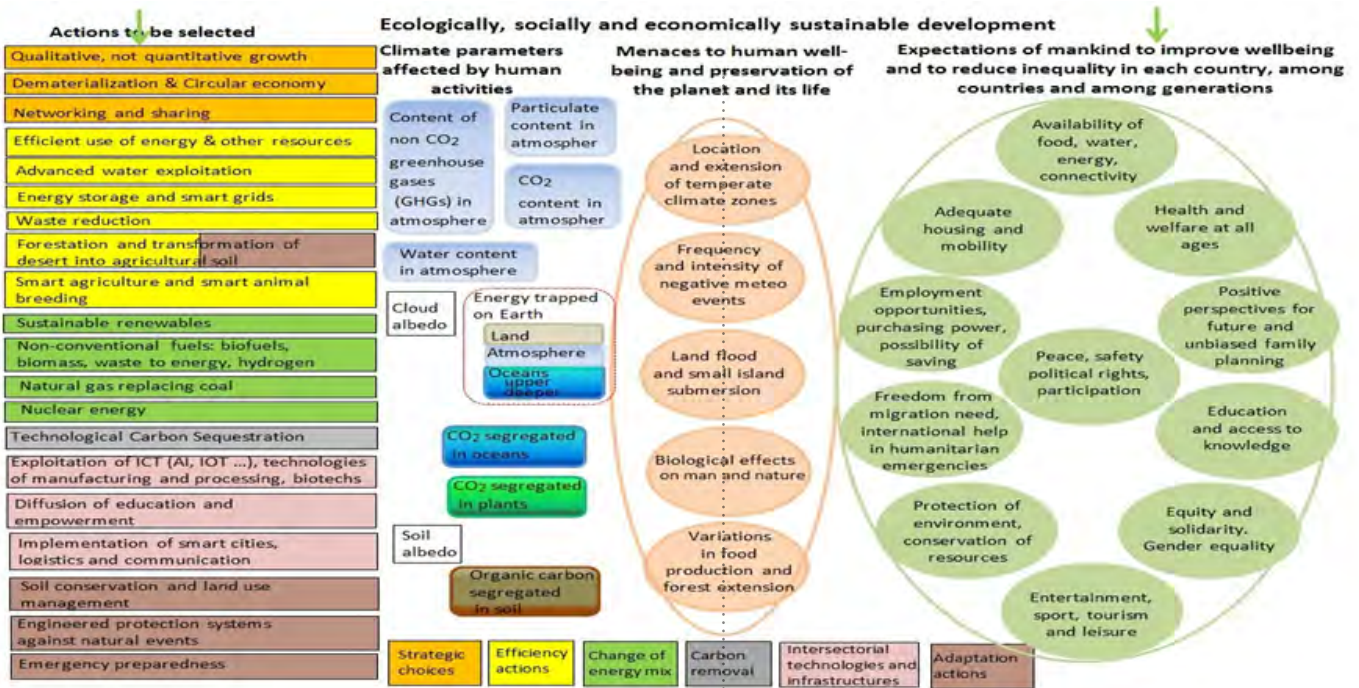 Ecologically, socially and economically sustainable development
Actions to be selected
Qualitative, not quantitative growth
Dematerialization & Circular economy
Networking and sharing
Efficient use of energy & other resources
Advanced water exploitation
Energy storage and smart grids
Waste reduction
Forestation and transformation of
desert into agricultural soil
Smart agriculture and smart animal
breeding
Sustainable renewables
Non-conventional fuels: biofuels,
biomass, waste to energy, hydrogen
Natural gas replacing coal
Nuclear energy
Technological Carbon Sequestration
Exploitation of ICT (AI, IOT ...), technologies
of manufacturing and processing, biotechs
Diffusion of education and
empowerment
Implementation of smart cities,
logistics and communication
Soil conservation and land use
management
Engineered protection systems
against natural events
Emergency preparedness
Climate parameters
affected by human
activities
Content of
non CO2
greenhouse
gases
(GHGs) in
atmosphere
Particulate
content in
atmospher
CO2
content in
atmospher
Water content
in atmosphere
Cloud
albedo
Energy trapped
on Earth
Land
Atmosphere
Oceans
upper
deeper
CO2 segregated
in oceans
CO2 segregated
in plants
Soil
albedo
Organic carbon
segregated
in soil
Menaces to human well-
being and preservation of
the planet and its life
Location
and extension
of temperate
climate zones
Frequency
and intensity of
negative meteo
events
Land flood
and small island
submersion
Biological effects
on man and nature
Variations
in food
production and
forest extension
Expectations of mankind to improve wellbeing
and to reduce inequality in each country, among
countries and among generations
Availability of
food, water,
energy,
connectivity
Adequate
housing and
mobility
Health and
welfare at all
ages
Employment
opportunities,
purchasing power,
possibility of
saving
Positive
perspectives for
future and
unbiased family
planning
Peace, safety
political rights,
participation
Freedom from
migration need,
international help
in humanitarian
emergencies
Education
and access to
knowledge
Protection of
environment,
conservation of
resources
Equity and
solidarity.
Gender equality
Entertainment,
sport, tourism
and leisure
Strategic
choices
Efficiency
actions
Change of
energy mix
Carbon
removal
Intersectorial
technologies and
infrastructures
Adaptation
actions